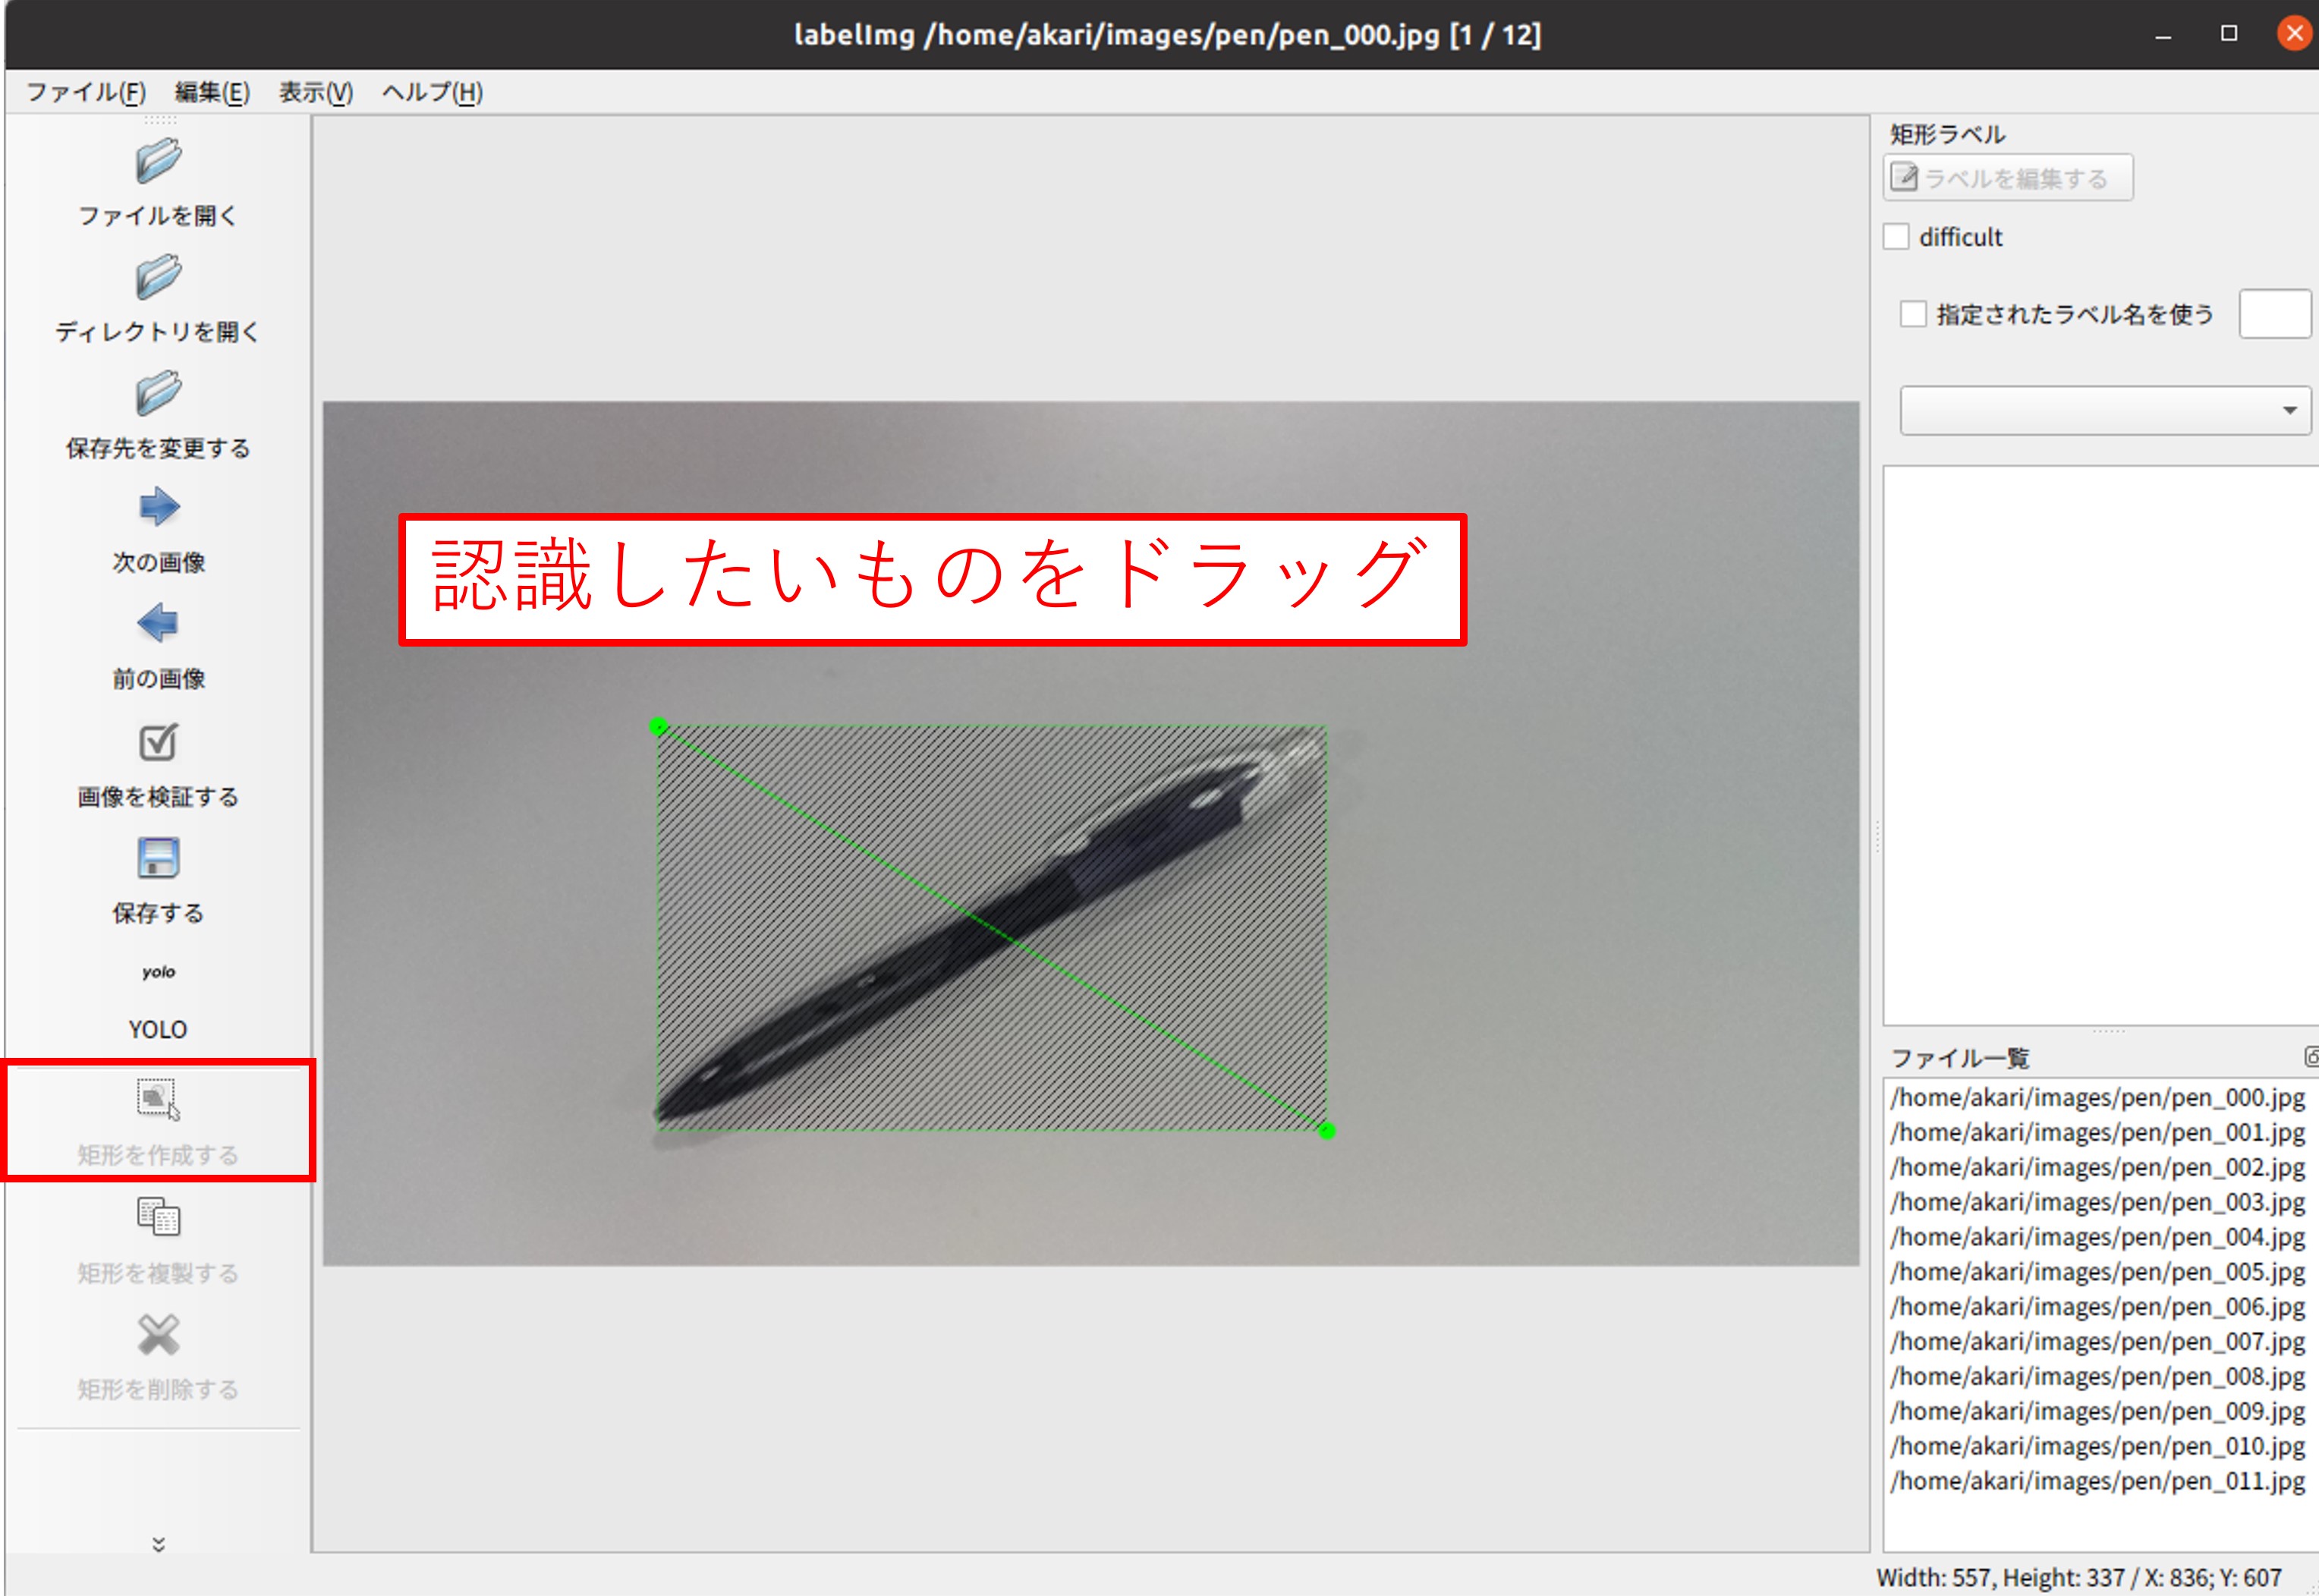 labelImg /home/akari/images/pen/pen_000.jpg [1 / 12]
ファイル(F) 編集(E) 表示(V) ヘルプ(H)
ファイルを開く
ディレクトリを開く
保存先を変更する
次の画像
前の画像
画像を検証する
保存する
yolo
YOLO
矩形を作成する
矩形を複製する
矩形を削除する
認識したいものをドラッグ
矩形ラベル
ラベルを編集する
difficult
指定されたラベル名を使う
ファイル一覧
/home/akari/images/pen/pen_000.jpg
/home/akari/images/pen/pen_001.jpg
/home/akari/images/pen/pen_002.jpg
/home/akari/images/pen/pen_003.jpg
/home/akari/images/pen/pen_004.jpg
/home/akari/images/pen/pen_005.jpg
/home/akari/images/pen/pen_006.jpg
/home/akari/images/pen/pen_007.jpg
/home/akari/images/pen/pen_008.jpg
/home/akari/images/pen/pen_009.jpg
/home/akari/images/pen/pen_010.jpg
/home/akari/images/pen/pen_011.jpg
Width: 557, Height: 337 / X: 836; Y: 607